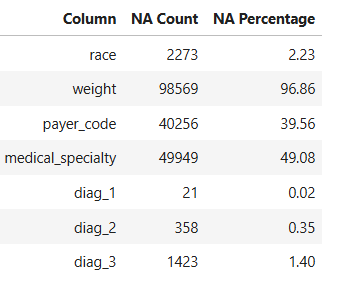 Column NA Count NA Percentage
race 2273 2.23
weight 98569 96.86
payer_code 40256 39.56
medical_specialty 49949 49.08
diag_1 21 0.02
diag_2 358 0.35
diag_3 1423 1.40